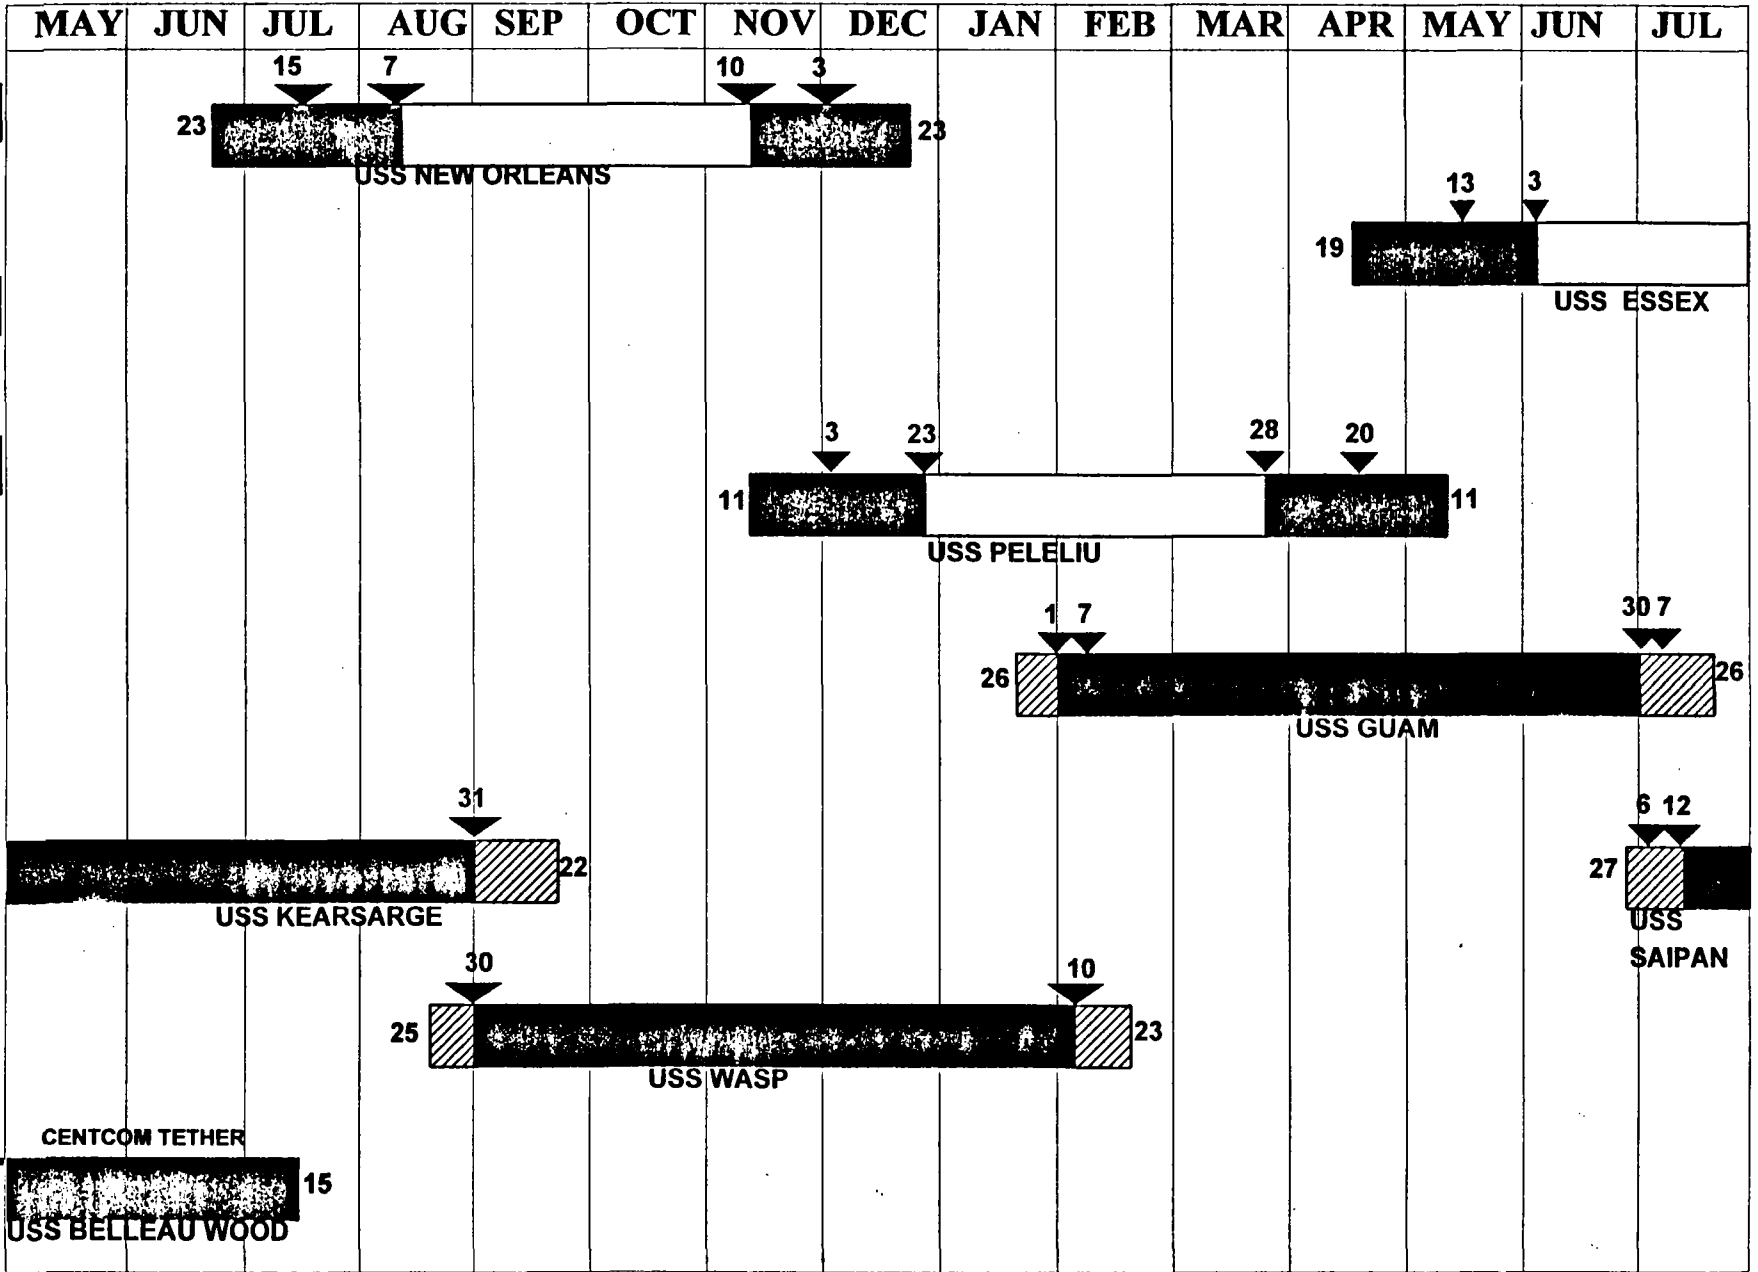 MAY JUN JUL AUG SEP OCT NOV DEC JAN FEB MAR APR MAY JUN JUL
15 7 10 3
23 23
USS NEW ORLEANS
13 3
19
USS ESSEX
3 23 28 20
11 11
USS PELELIU
1 7 30 7
26 26
USS GUAM
31
22
USS KEARSARGE
6 12
27
USS
SAIPAN
30 10
25 23
USS WASP
CENTCOM TETHER
15
USS BELLEAU WOOD